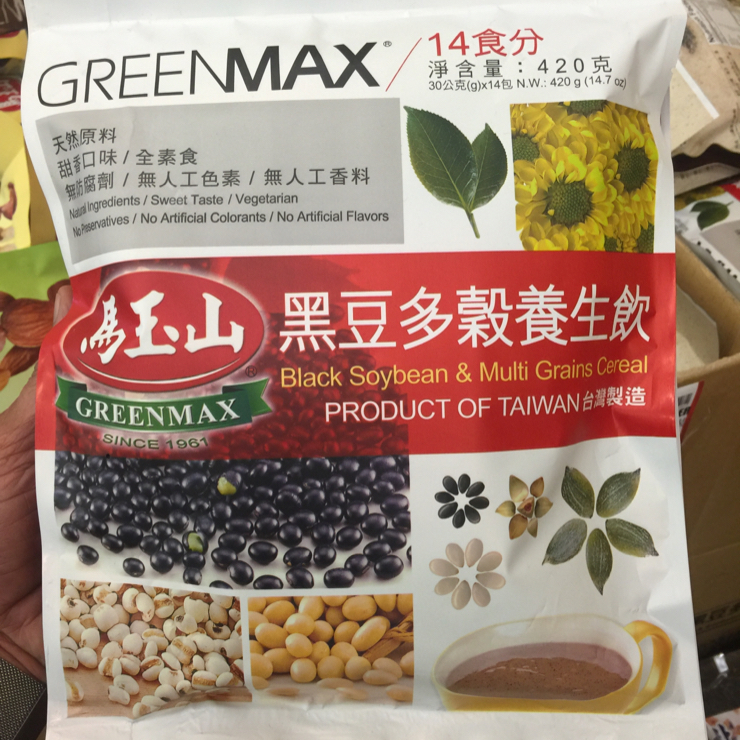 GREENMAX®
14食分
淨含量：420克
30公克(g)x14包 N.W.: 420 g (14.7 oz)
天然原料
甜香口味 / 全素食
無防腐劑 / 無人工色素 / 無人工香料
Natural Ingredients / Sweet Taste / Vegetarian
No Preservatives / No Artificial Colorants / No Artificial Flavors
馬玉山®
GREENMAX
SINCE 1961
黑豆多穀養生飲
Black Soybean & Multi Grains Cereal
PRODUCT OF TAIWAN台灣製造